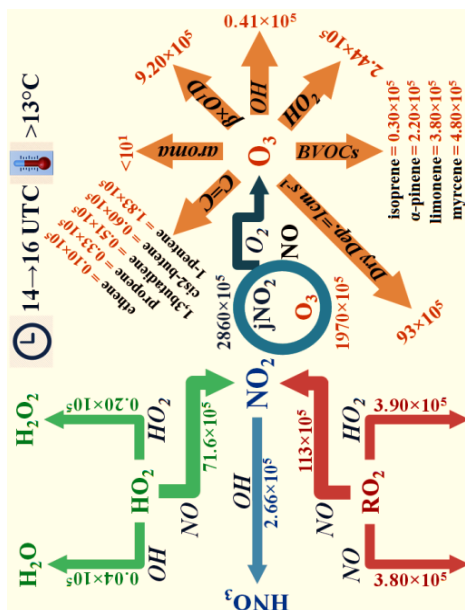 14→16 UTC >13°C
H₂O
H₂O₂
0.04×10⁵
0.20×10⁵
OH
HO₂
HO₂
NO
71.6×10⁵
HNO₃
OH
2.66×10⁵
NO₂
2860×10⁵
jNO₂
O₃
1970×10⁵
O₂
NO
113×10⁵
NO
RO₂
NO
HO₂
3.80×10⁵
3.90×10⁵
ethene = 0.10×10⁵
propene = 0.33×10⁵
1,3butadiene = 0.51×10⁵
cis2-butene = 0.60×10⁵
1-pentene = 1.83×10⁵
C=C
aroma
<10¹
β×O¹D
9.20×10⁵
O₃
OH
0.41×10⁵
HO₂
2.44×10⁵
BVOCs
isoprene = 0.30×10⁵
α-pinene = 2.20×10⁵
limonene = 3.80×10⁵
myrcene = 4.80×10⁵
Dry Dep.=1cm s⁻¹
93×10⁵